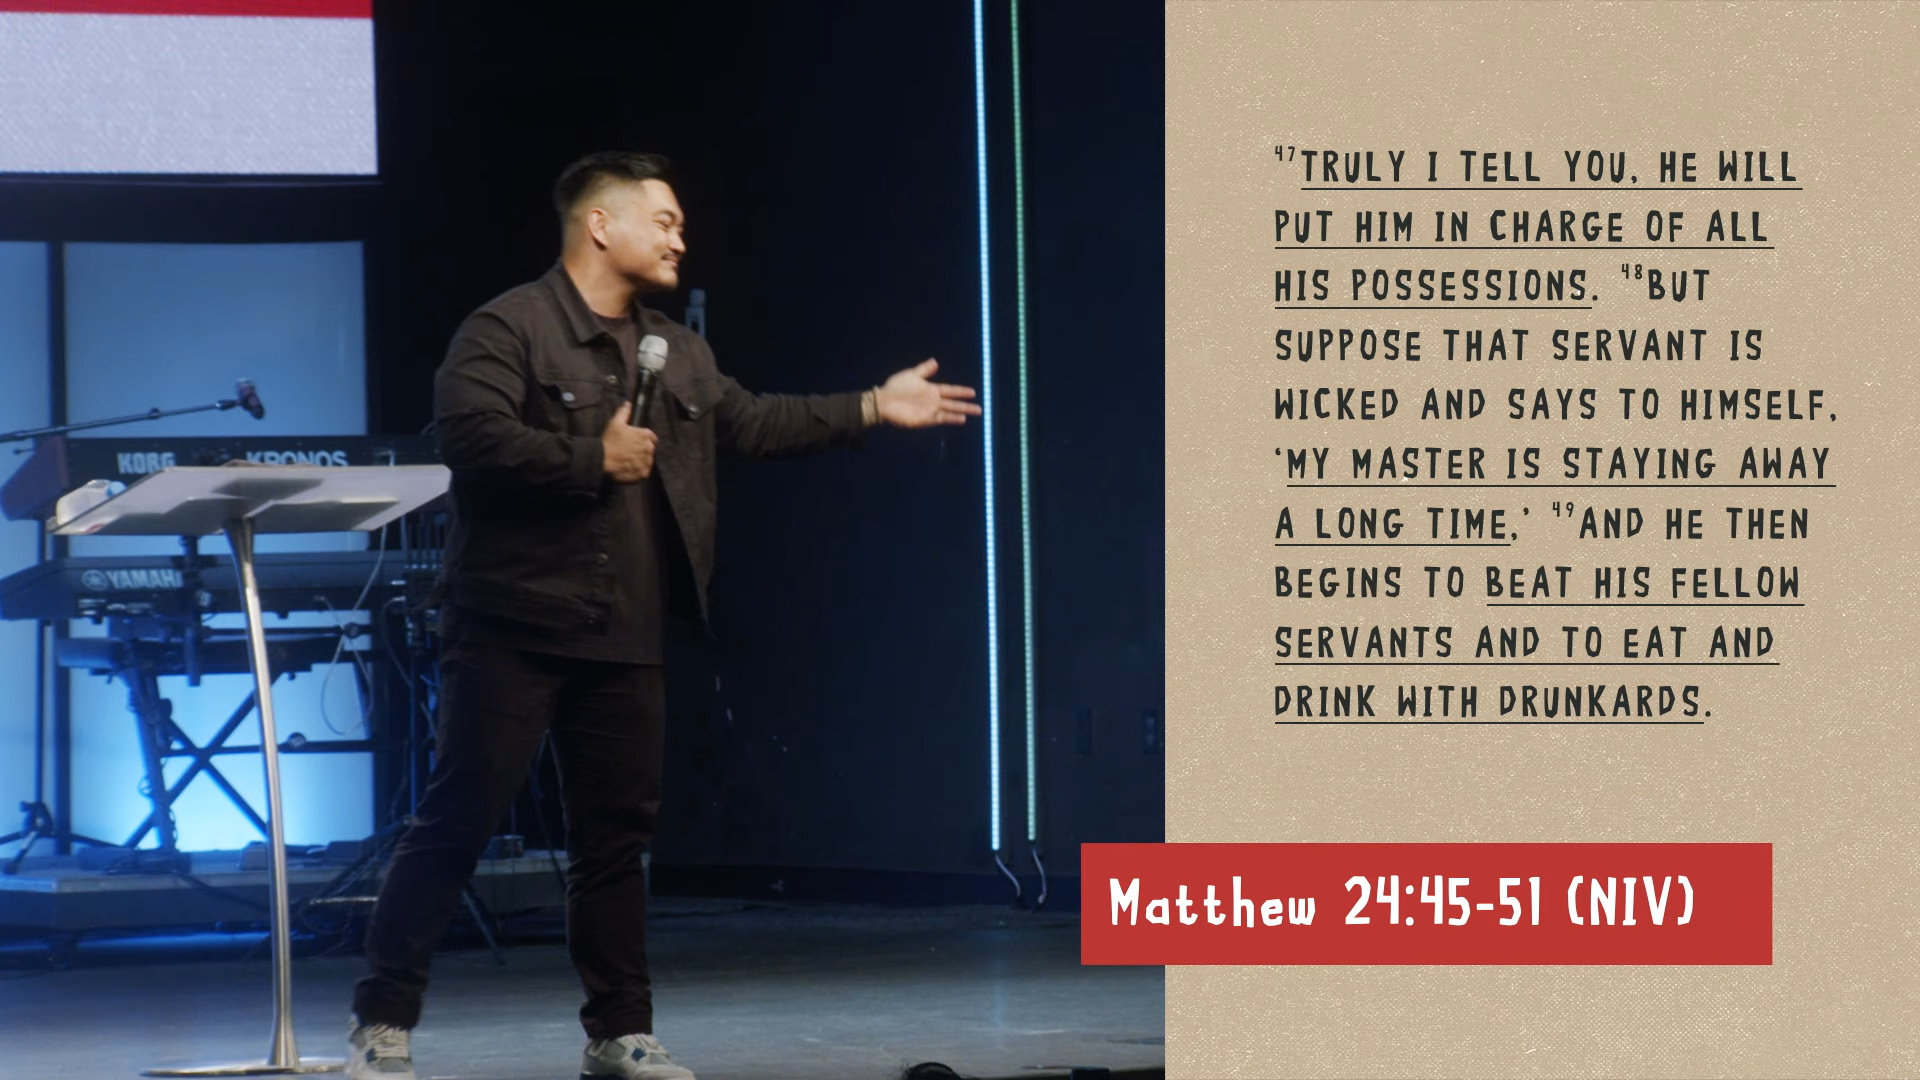 KORG
KRONOS
YAMAHA
⁴⁷TRULY I TELL YOU, HE WILL
PUT HIM IN CHARGE OF ALL
HIS POSSESSIONS. ⁴⁸BUT
SUPPOSE THAT SERVANT IS
WICKED AND SAYS TO HIMSELF,
‘MY MASTER IS STAYING AWAY
A LONG TIME,’ ⁴⁹AND HE THEN
BEGINS TO BEAT HIS FELLOW
SERVANTS AND TO EAT AND
DRINK WITH DRUNKARDS.
Matthew 24:45-51 (NIV)